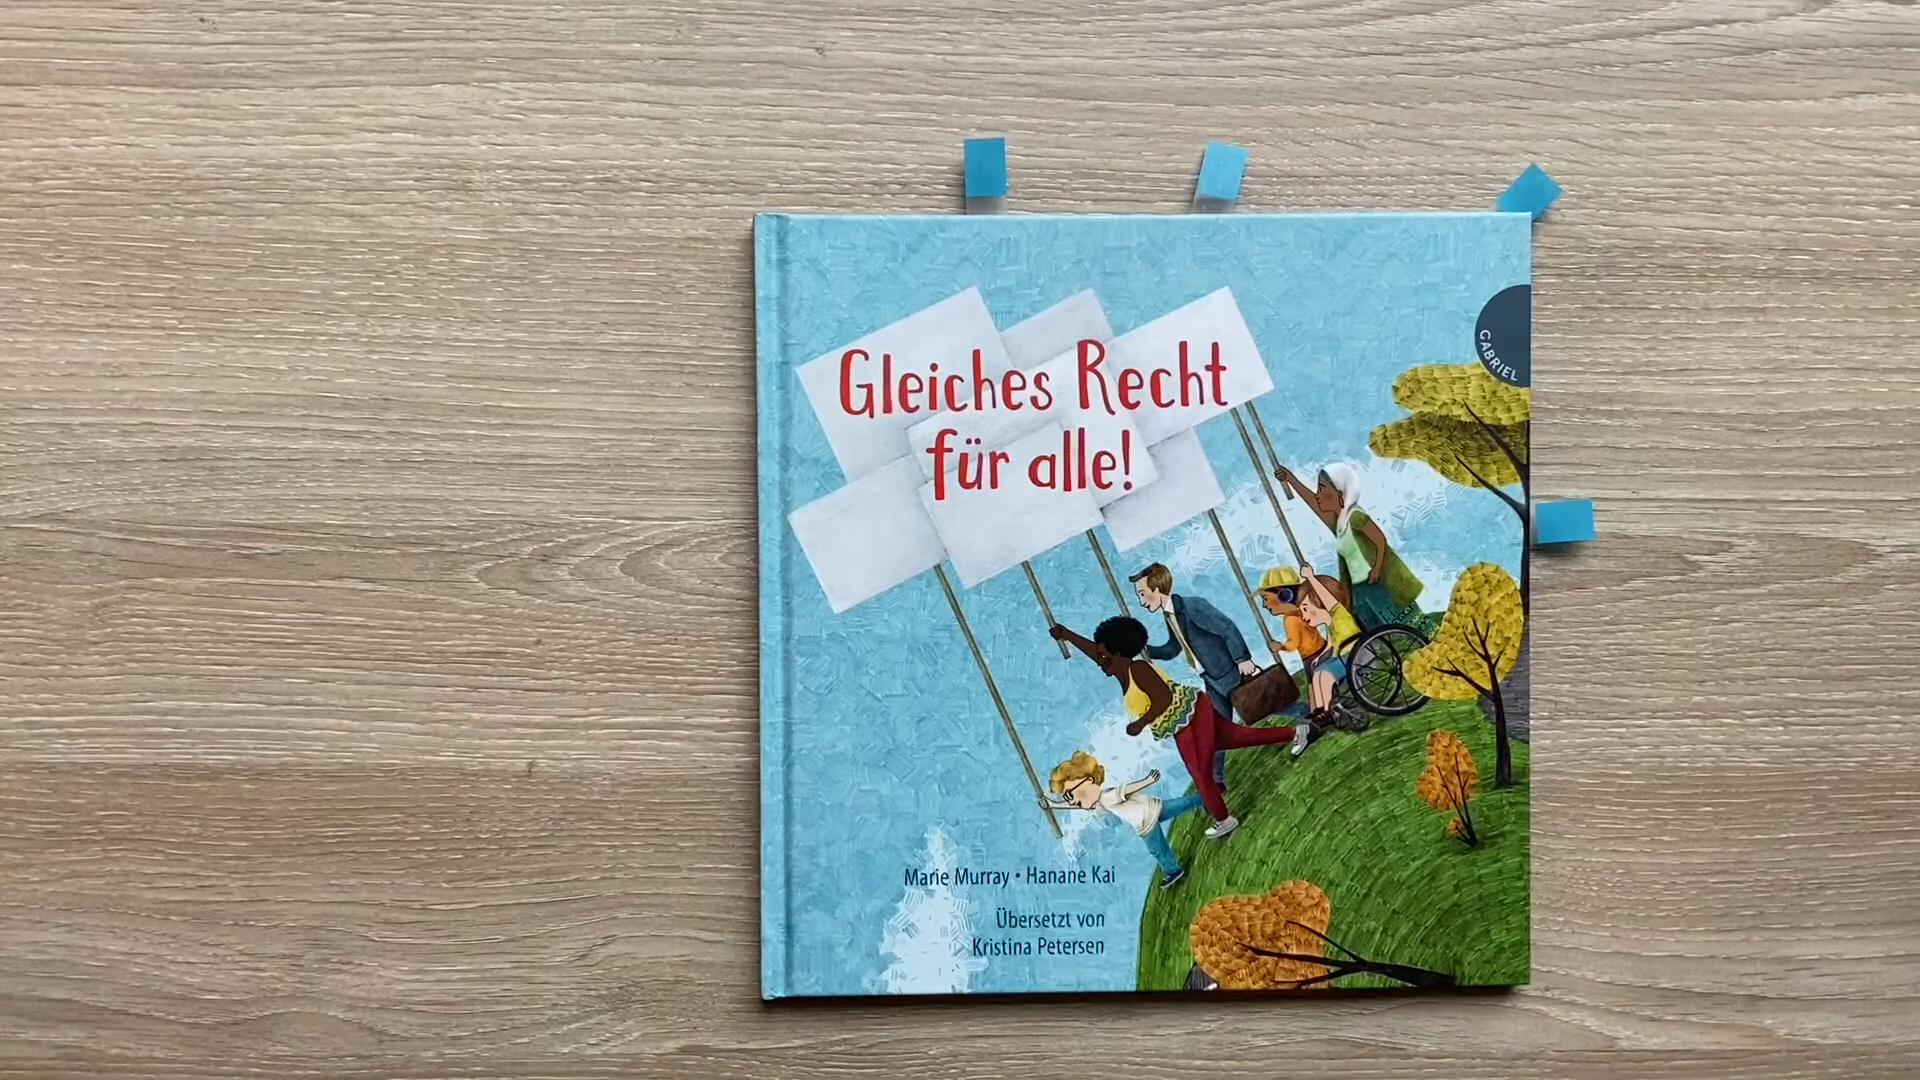 Gleiches Recht
für alle!
GABRIEL
Marie Murray • Hanane Kai
Übersetzt von
Kristina Petersen